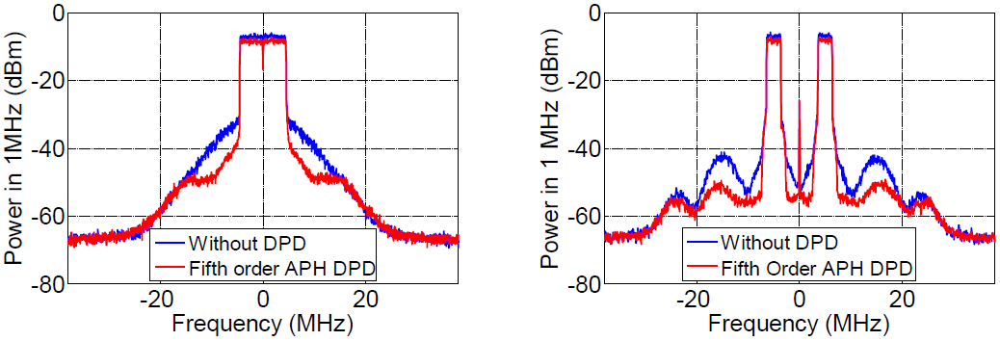 Power in 1MHz (dBm)
0
-20
-40
-60
-80
-20
0
20
Frequency (MHz)
Without DPD
Fifth order APH DPD
Power in 1 MHz (dBm)
0
-20
-40
-60
-80
-20
0
20
Frequency (MHz)
Without DPD
Fifth Order APH DPD